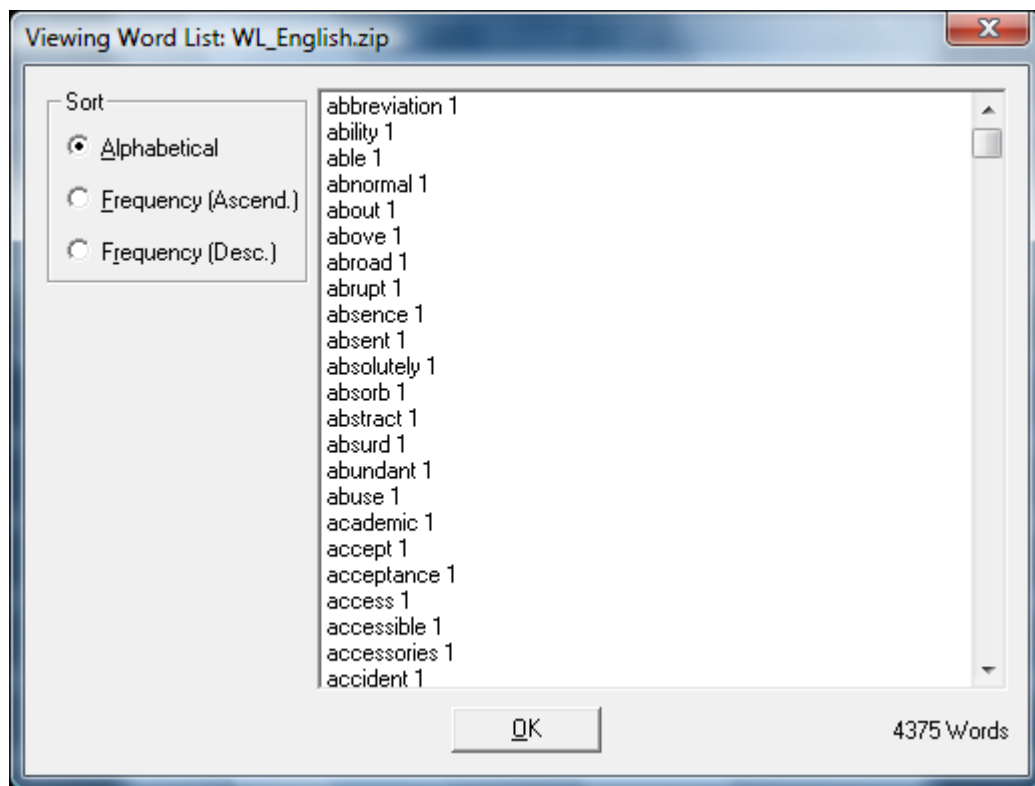 Viewing Word List: WL_English.zip
Sort
Alphabetical
Frequency (Ascend.)
Frequency (Desc.)
abbreviation 1
ability 1
able 1
abnormal 1
about 1
above 1
abroad 1
abrupt 1
absence 1
absent 1
absolutely 1
absorb 1
abstract 1
absurd 1
abundant 1
abuse 1
academic 1
accept 1
acceptance 1
access 1
accessible 1
accessories 1
accident 1
OK
4375 Words